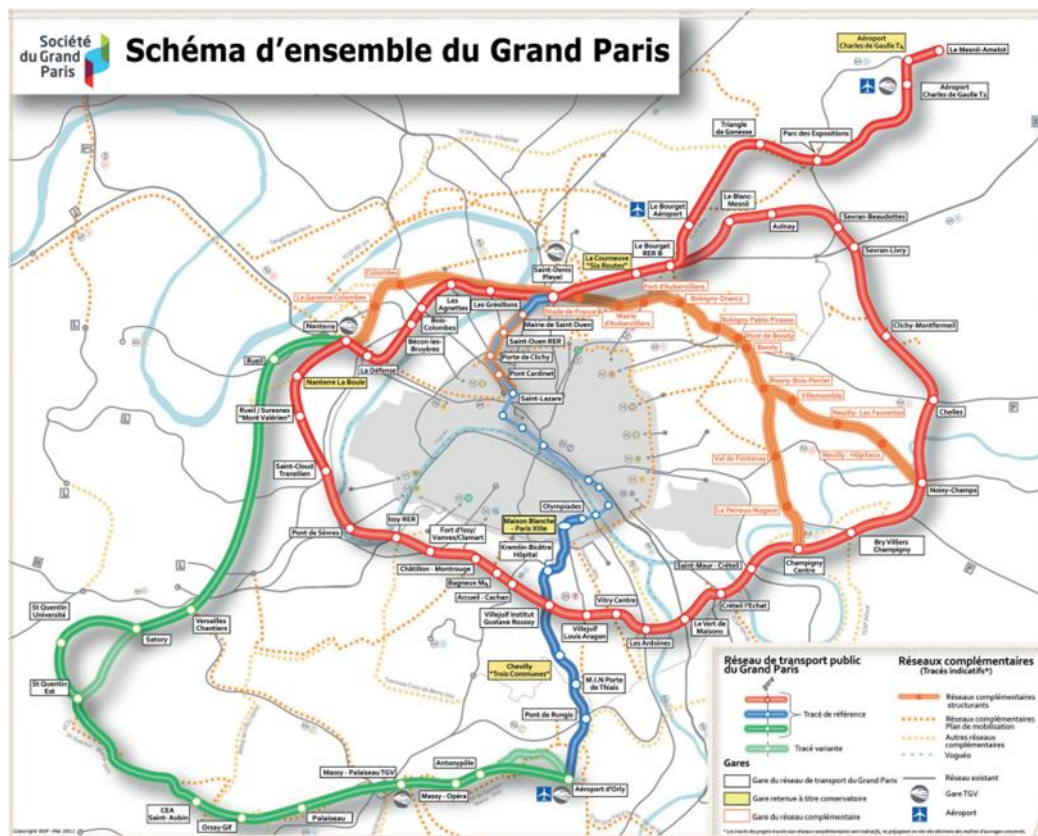 Société
du Grand
Paris
Schéma d'ensemble du Grand Paris
Aéroport
Charles de Gaulle T4
Le Mesnil-Amelot
Aéroport
Charles de Gaulle T2
Triangle
de Gonesse
Parc des Expositions
Le Blanc-
Mesnil
Le Bourget
Aéroport
Aulnay
Sevran-Beaudottes
Sevran-Livry
Le Bourget
RER B
La Courneuve
"Six Routes"
Saint-Denis
Pleyel
Colombes
La Garenne Colombes
Les
Agnettes
Les Grésillons
Stade de France
Fort d'Aubervilliers
Mairie
d'Aubervilliers
Bobigny-Drancy
Bobigny Pablo Picasso
Pont de Bondy
Bondy
Clichy-Montfermeil
Nanterre
Bois-
Colombes
Bécon-les-
Bruyères
Mairie de Saint Ouen
Saint-Ouen RER
Porte de Clichy
Pont Cardinet
Saint-Lazare
Rueil
La Défense
Nanterre La Boule
Rueil / Suresnes
"Mont Valérien"
Rosny-Bois-Perrier
Villemomble
Neuilly- Les Fauvettes
Neuilly - Hôpitaux
Chelles
Val de Fontenay
Le Perreux-Nogent
Noisy-Champs
Saint-Cloud
Transilien
Pont de Sèvres
Issy RER
Fort d'Issy/
Vanves/Clamart
Olympiades
Maison Blanche
- Paris XIIIe
Kremlin-Bicêtre
Hôpital
Châtillon - Montrouge
Bagneux M4
Arcueil - Cachan
Villejuif Institut
Gustave Roussy
Villejuif
Louis Aragon
Vitry Centre
Les Ardoines
Le Vert de
Maisons
Créteil l'Echat
Saint-Maur - Créteil
Champigny
Centre
Bry Villiers
Champigny
St Quentin
Université
Satory
Versailles
Chantiers
St Quentin
Est
Chevilly
"Trois Communes"
M.I.N Porte
de Thiais
Pont de Rungis
Aéroport d'Orly
Antonypôle
Massy - Palaiseau TGV
Massy - Opéra
Palaiseau
Orsay Gif
CEA
Saint- Aubin
Réseau de transport public
du Grand Paris
Tracé de référence
Tracé variante
Gares
Gare du réseau de transport du Grand Paris
Gare retenue à titre conservatoire
Gare du réseau complémentaire
Réseaux complémentaires
(Tracés indicatifs*)
Réseaux complémentaires
structurants
Réseaux complémentaires
Plan de mobilisation
Autres réseaux
complémentaires
Voguéo
Réseau existant
Gare TGV
Aéroport